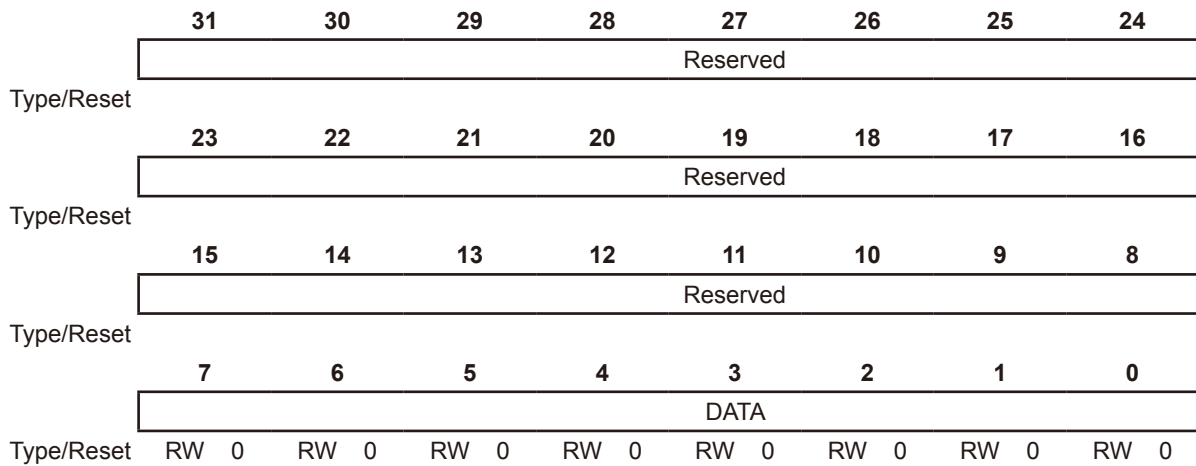 31 30 29 28 27 26 25 24
Reserved
Type/Reset
23 22 21 20 19 18 17 16
Reserved
Type/Reset
15 14 13 12 11 10 9 8
Reserved
Type/Reset
7 6 5 4 3 2 1 0
DATA
Type/Reset RW 0 RW 0 RW 0 RW 0 RW 0 RW 0 RW 0 RW 0